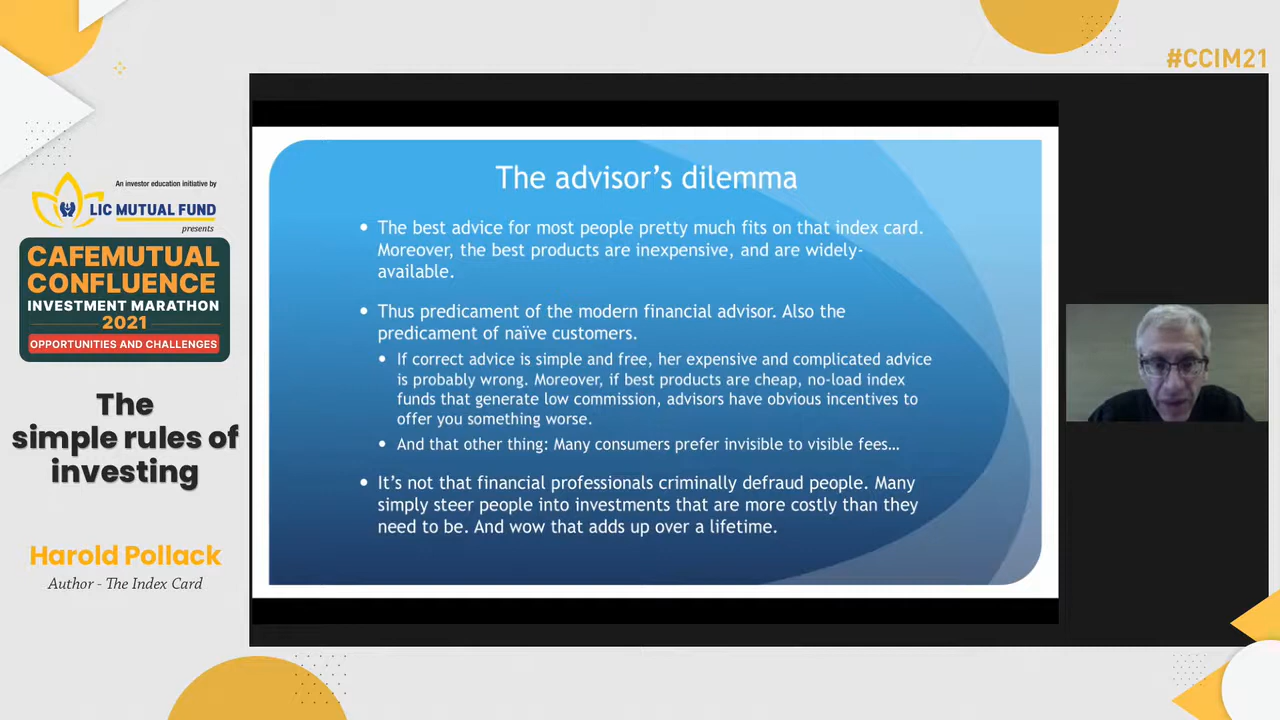 #CCIM21
An investor education initiative by
LIC MUTUAL FUND
presents
CAFEMUTUAL
CONFLUENCE
INVESTMENT MARATHON
2021
OPPORTUNITIES AND CHALLENGES
The
simple rules of
investing
Harold Pollack
Author - The Index Card
The advisor's dilemma
• The best advice for most people pretty much fits on that index card.
Moreover, the best products are inexpensive, and are widely-
available.
• Thus predicament of the modern financial advisor. Also the
predicament of naïve customers.
• If correct advice is simple and free, her expensive and complicated advice
is probably wrong. Moreover, if best products are cheap, no-load index
funds that generate low commission, advisors have obvious incentives to
offer you something worse.
• And that other thing: Many consumers prefer invisible to visible fees…
• It's not that financial professionals criminally defraud people. Many
simply steer people into investments that are more costly than they
need to be. And wow that adds up over a lifetime.